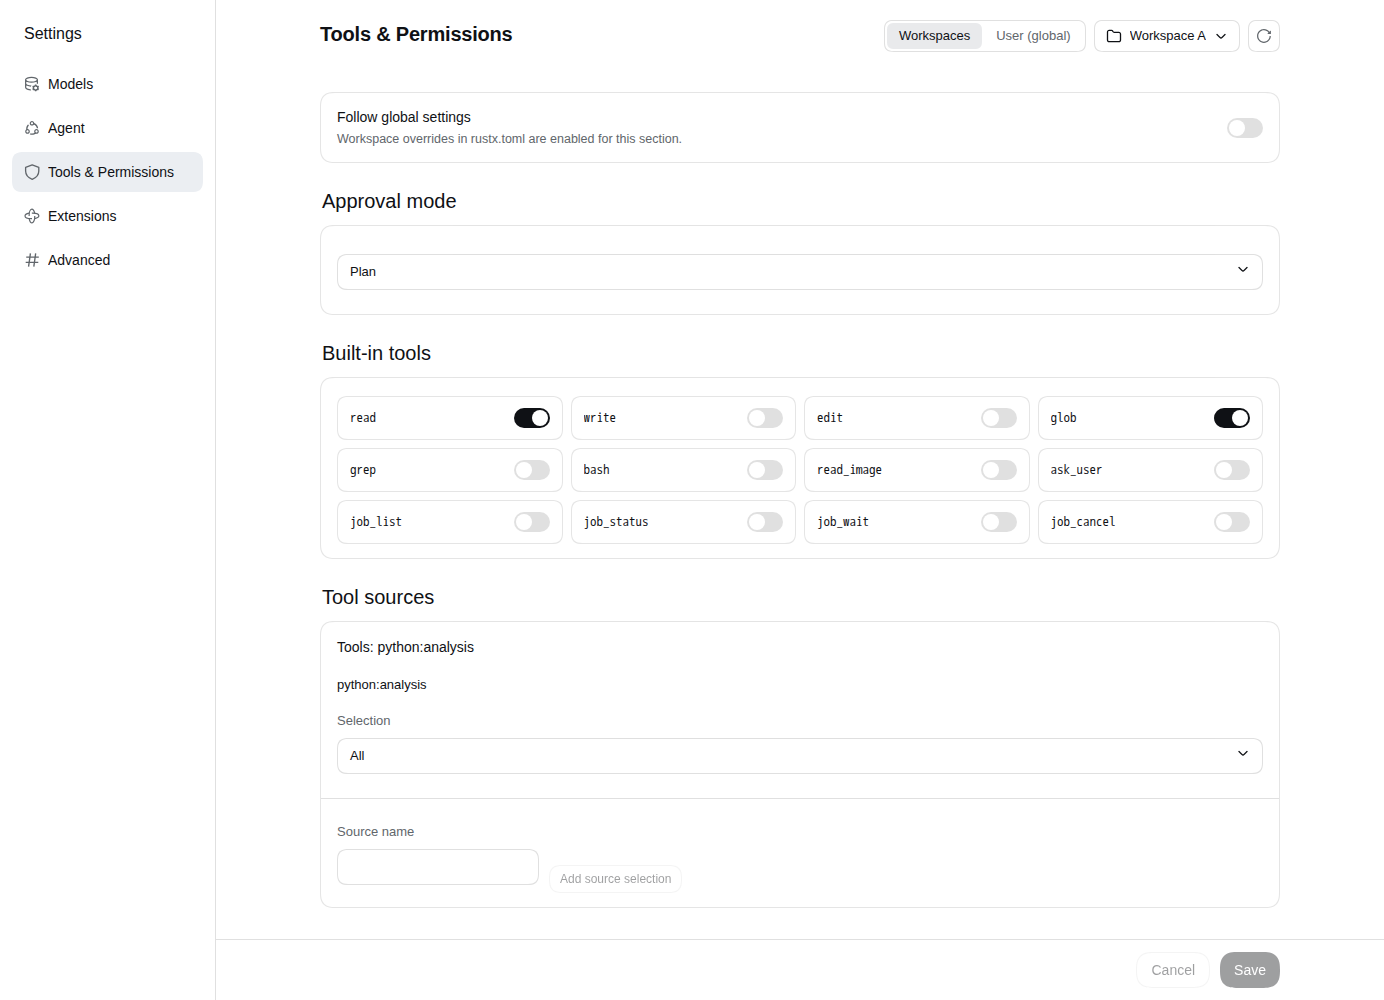 Settings
Models
Agent
Tools & Permissions
Extensions
Advanced
Tools & Permissions
Workspaces
User (global)
Workspace A
Follow global settings
Workspace overrides in rustx.toml are enabled for this section.
Approval mode
Plan
Built-in tools
read
write
edit
glob
grep
bash
read_image
ask_user
job_list
job_status
job_wait
job_cancel
Tool sources
Tools: python:analysis
python:analysis
Selection
All
Source name
Add source selection
Cancel
Save